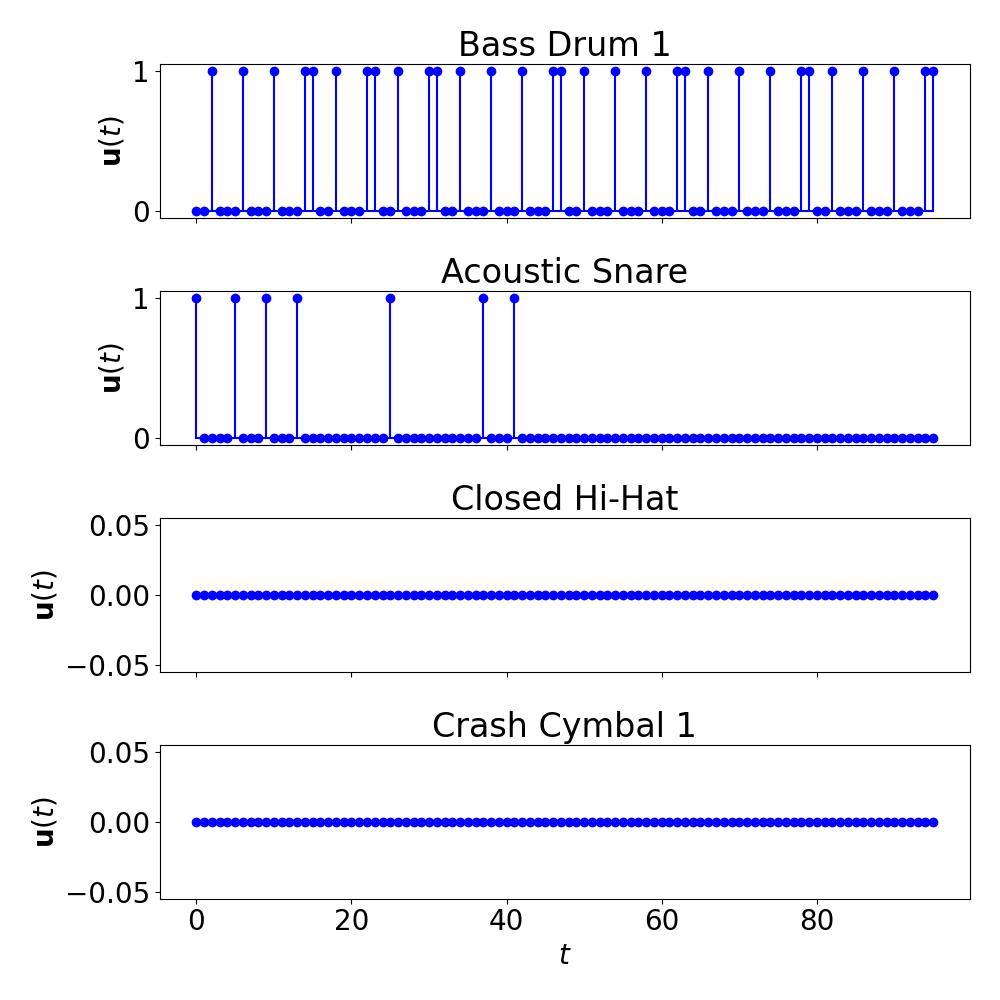 Bass Drum 1
1
u(t)
0
Acoustic Snare
1
u(t)
0
Closed Hi-Hat
0.05
u(t)
0.00
−0.05
Crash Cymbal 1
0.05
u(t)
0.00
−0.05
0 20 40 60 80
t